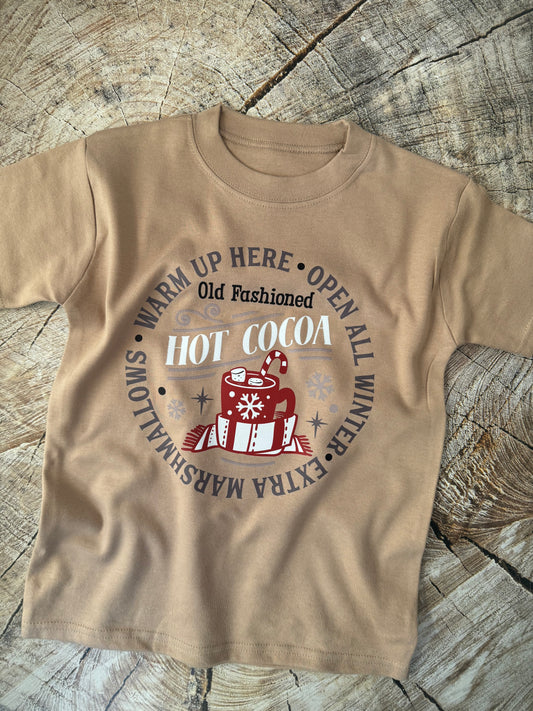 WARM UP HERE • OPEN ALL WINTER • EXTRA MARSHMALLOWS •
Old Fashioned
HOT COCOA